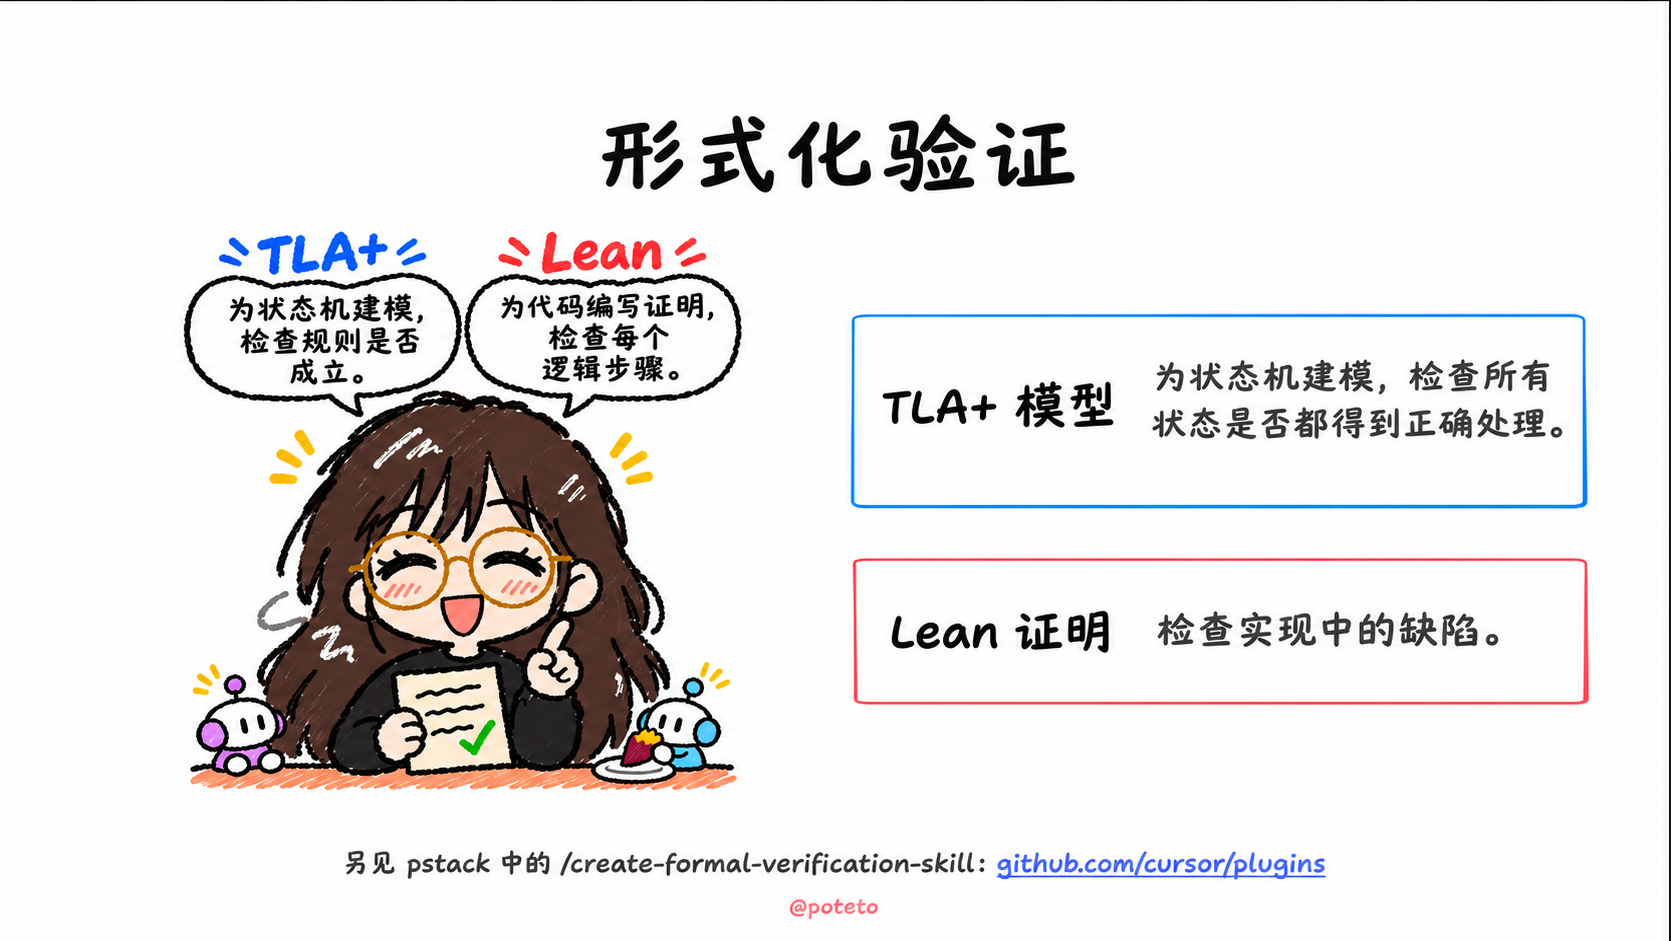 形式化验证
TLA+
为状态机建模，
检查规则是否
成立。
Lean
为代码编写证明，
检查每个
逻辑步骤。
TLA+ 模型
为状态机建模，检查所有
状态是否都得到正确处理。
Lean 证明
检查实现中的缺陷。
另见 pstack 中的 /create-formal-verification-skill：github.com/cursor/plugins
@poteto